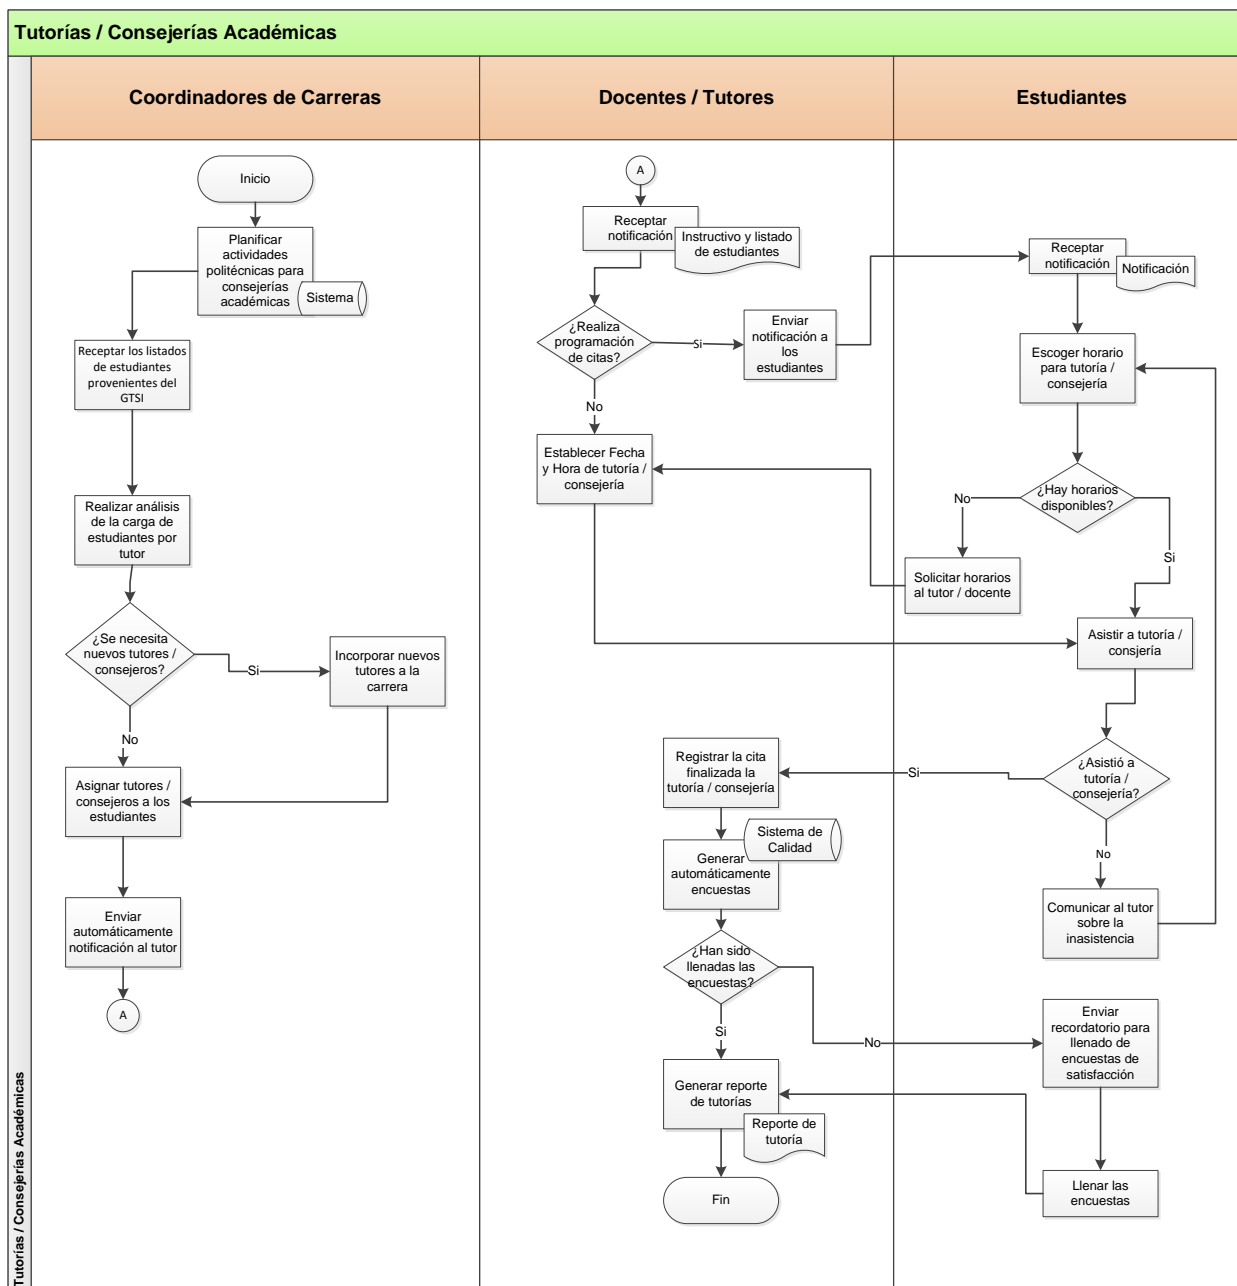 Tutorías / Consejerías Académicas
Coordinadores de Carreras
Docentes / Tutores
Estudiantes
Inicio
Planificar
actividades
politécnicas para
consejerías
académicas
Sistema
Receptar los listados
de estudiantes
provenientes del
GTSI
Realizar análisis
de la carga de
estudiantes por
tutor
¿Se necesita
nuevos tutores /
consejeros?
Si
Incorporar nuevos
tutores a la
carrera
No
Asignar tutores /
consejeros a los
estudiantes
Enviar
automáticamente
notificación al tutor
A
A
Receptar
notificación
Instructivo y listado
de estudiantes
¿Realiza
programación
de citas?
Si
Enviar
notificación a
los
estudiantes
No
Establecer Fecha
y Hora de tutoría /
consejería
Registrar la cita
finalizada la
tutoría / consejería
Sistema de
Calidad
Generar
automáticamente
encuestas
¿Han sido
llenadas las
encuestas?
Si
No
Generar reporte
de tutorías
Reporte de
tutoría
Fin
Receptar
notificación
Notificación
Escoger horario
para tutoría /
consejería
¿Hay horarios
disponibles?
No
Si
Solicitar horarios
al tutor / docente
Asistir a tutoría /
consjería
¿Asistió a
tutoría /
consejería?
Si
No
Comunicar al tutor
sobre la
inasistencia
Enviar
recordatorio para
llenado de
encuestas de
satisfacción
Llenar las
encuestas
Tutorías / Consejerías Académicas